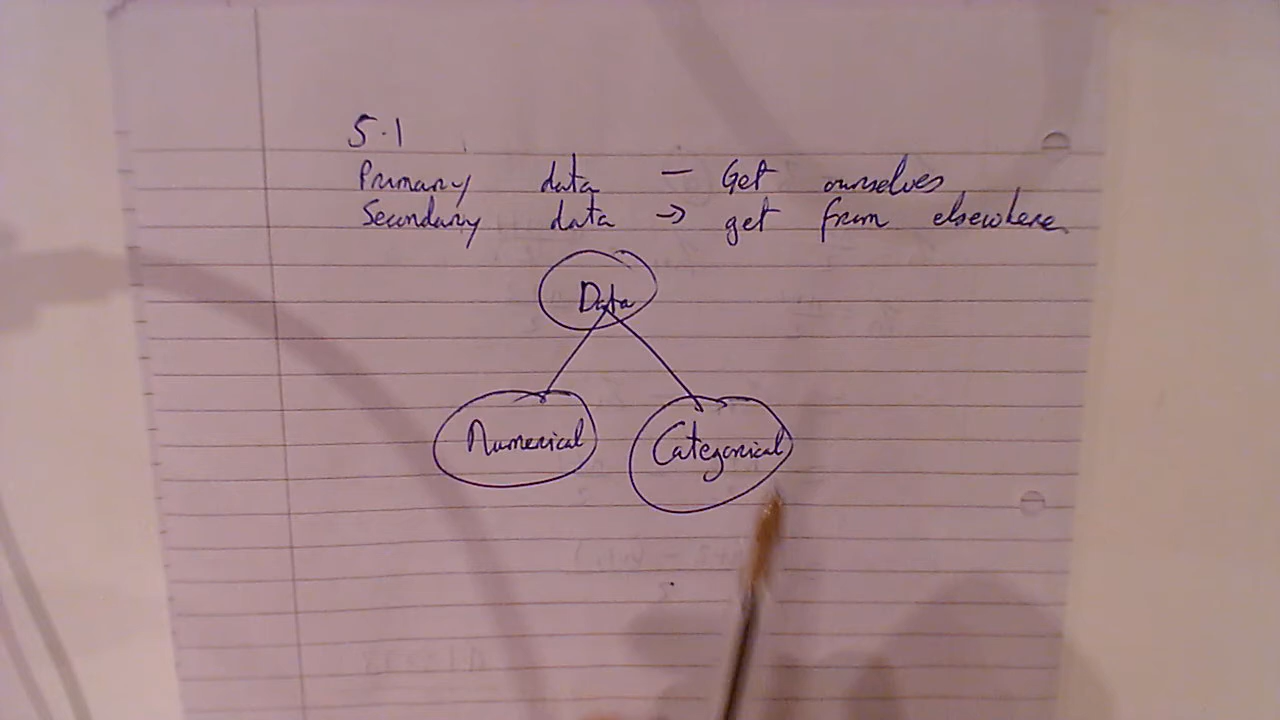 5.1
Primary data - Get ourselves
Secondary data → get from elsewhere
Data
Numerical
Categorical